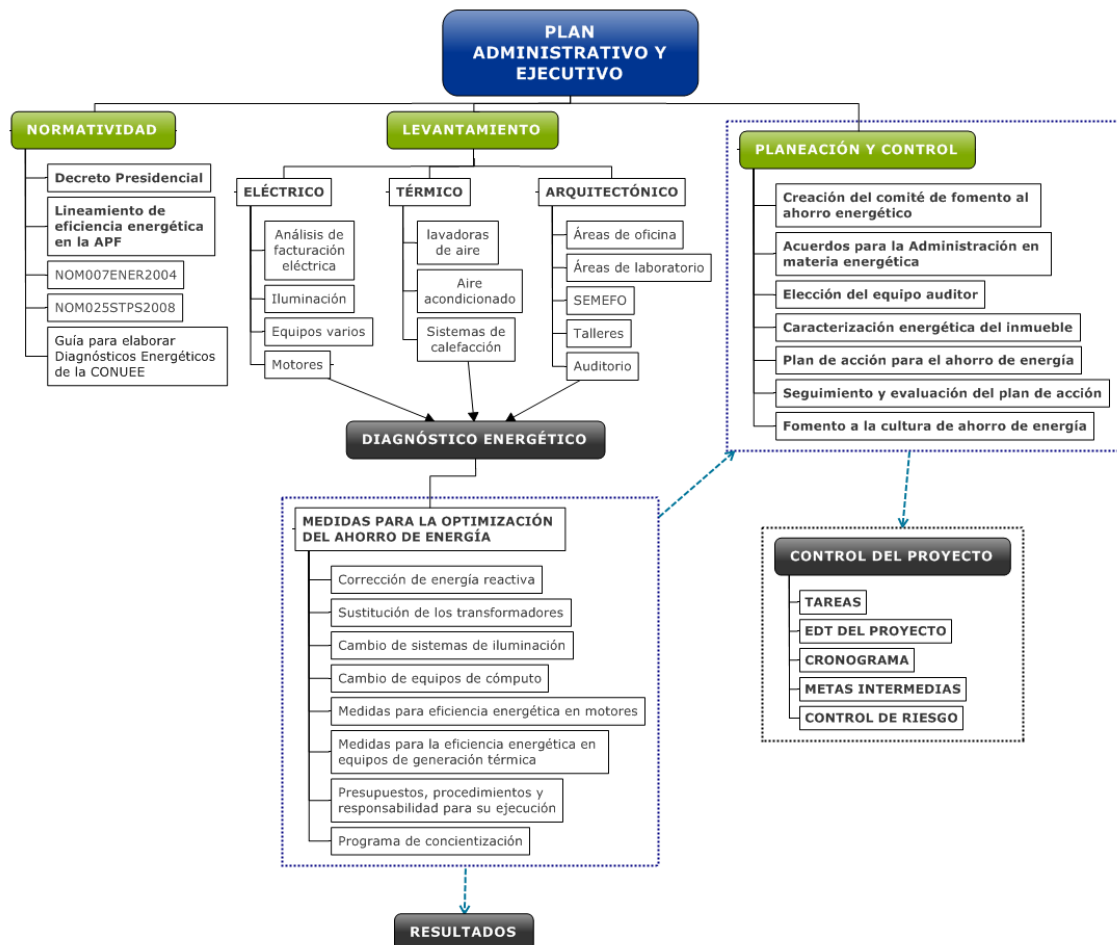 PLAN
ADMINISTRATIVO Y
EJECUTIVO
NORMATIVIDAD
Decreto Presidencial
Lineamiento de
eficiencia energética
en la APF
NOM007ENER2004
NOM025STPS2008
Guía para elaborar
Diagnósticos Energéticos
de la CONUEE
LEVANTAMIENTO
ELÉCTRICO
Análisis de
facturación
eléctrica
Iluminación
Equipos varios
Motores
TÉRMICO
lavadoras
de aire
Aire
acondicionado
Sistemas de
calefacción
ARQUITECTÓNICO
Áreas de oficina
Áreas de laboratorio
SEMEFO
Talleres
Auditorio
PLANEACIÓN Y CONTROL
Creación del comité de fomento al
ahorro energético
Acuerdos para la Administración en
materia energética
Elección del equipo auditor
Caracterización energética del inmueble
Plan de acción para el ahorro de energía
Seguimiento y evaluación del plan de acción
Fomento a la cultura de ahorro de energía
DIAGNÓSTICO ENERGÉTICO
MEDIDAS PARA LA OPTIMIZACIÓN
DEL AHORRO DE ENERGÍA
Corrección de energía reactiva
Sustitución de los transformadores
Cambio de sistemas de iluminación
Cambio de equipos de cómputo
Medidas para eficiencia energética en motores
Medidas para la eficiencia energética en
equipos de generación térmica
Presupuestos, procedimientos y
responsabilidad para su ejecución
Programa de concientización
CONTROL DEL PROYECTO
TAREAS
EDT DEL PROYECTO
CRONOGRAMA
METAS INTERMEDIAS
CONTROL DE RIESGO
RESULTADOS